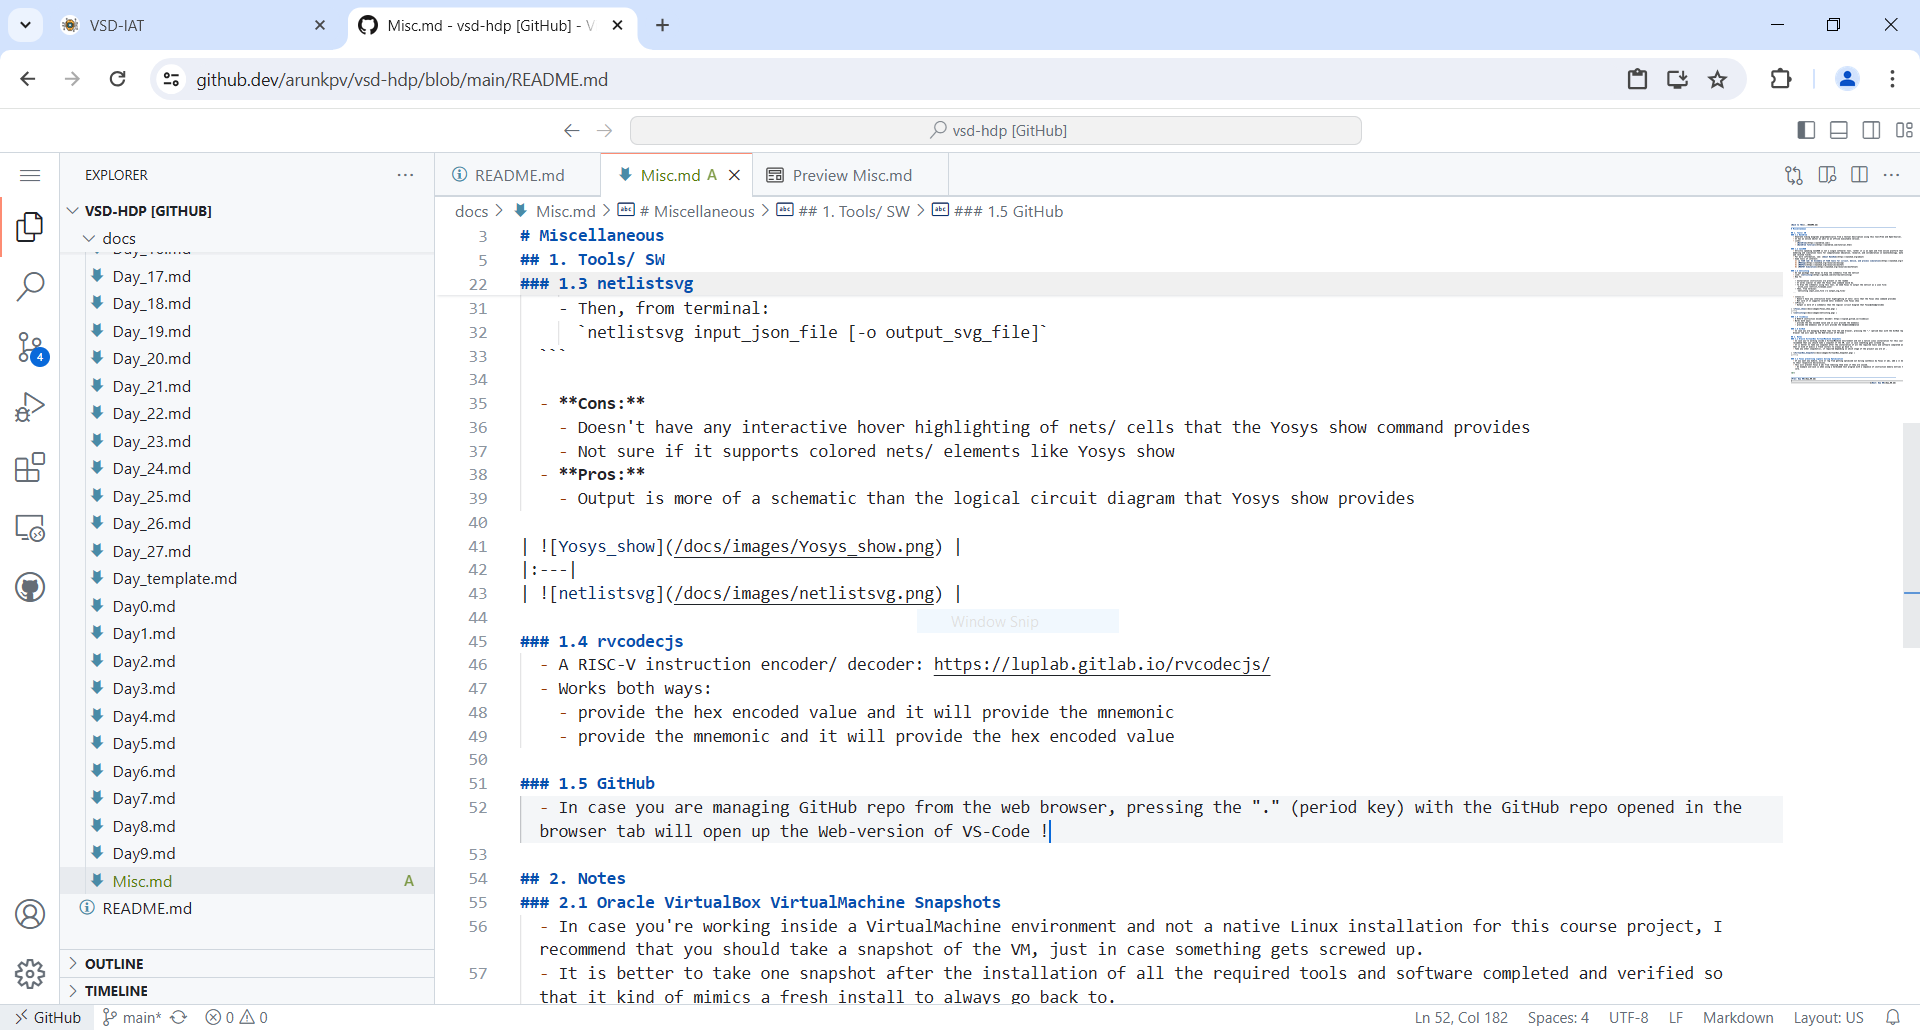 VSD-IAT
Misc.md - vsd-hdp [GitHub] - V
github.dev/arunkpv/vsd-hdp/blob/main/README.md
vsd-hdp [GitHub]
EXPLORER
README.md
Misc.md A
Preview Misc.md
VSD-HDP [GITHUB]
docs > Misc.md > # Miscellaneous > ## 1. Tools/ SW > ### 1.5 GitHub
docs
Day_17.md
Day_18.md
Day_19.md
Day_20.md
Day_21.md
Day_22.md
Day_23.md
Day_24.md
Day_25.md
Day_26.md
Day_27.md
Day_template.md
Day0.md
Day1.md
Day2.md
Day3.md
Day4.md
Day5.md
Day6.md
Day7.md
Day8.md
Day9.md
Misc.md A
README.md
OUTLINE
TIMELINE
4
3 # Miscellaneous
5 ## 1. Tools/ SW
22 ### 1.3 netlistsvg
31 - Then, from terminal:
32 `netlistsvg input_json_file [-o output_svg_file]`
33 ```
34
35 - **Cons:**
36 - Doesn't have any interactive hover highlighting of nets/ cells that the Yosys show command provides
37 - Not sure if it supports colored nets/ elements like Yosys show
38 - **Pros:**
39 - Output is more of a schematic than the logical circuit diagram that Yosys show provides
40
41 | ![Yosys_show](/docs/images/Yosys_show.png) |
42 |:---|
43 | ![netlistsvg](/docs/images/netlistsvg.png) |
44
Window Snip
45 ### 1.4 rvcodecjs
46 - A RISC-V instruction encoder/ decoder: https://luplab.gitlab.io/rvcodecjs/
47 - Works both ways:
48 - provide the hex encoded value and it will provide the mnemonic
49 - provide the mnemonic and it will provide the hex encoded value
50
51 ### 1.5 GitHub
52 - In case you are managing GitHub repo from the web browser, pressing the "." (period key) with the GitHub repo opened in the
browser tab will open up the Web-version of VS-Code !
53
54 ## 2. Notes
55 ### 2.1 Oracle VirtualBox VirtualMachine Snapshots
56 - In case you're working inside a VirtualMachine environment and not a native Linux installation for this course project, I
recommend that you should take a snapshot of the VM, just in case something gets screwed up.
57 - It is better to take one snapshot after the installation of all the required tools and software completed and verified so
that it kind of mimics a fresh install to always go back to.
GitHub main* 0 0 Ln 52, Col 182 Spaces: 4 UTF-8 LF Markdown Layout: US